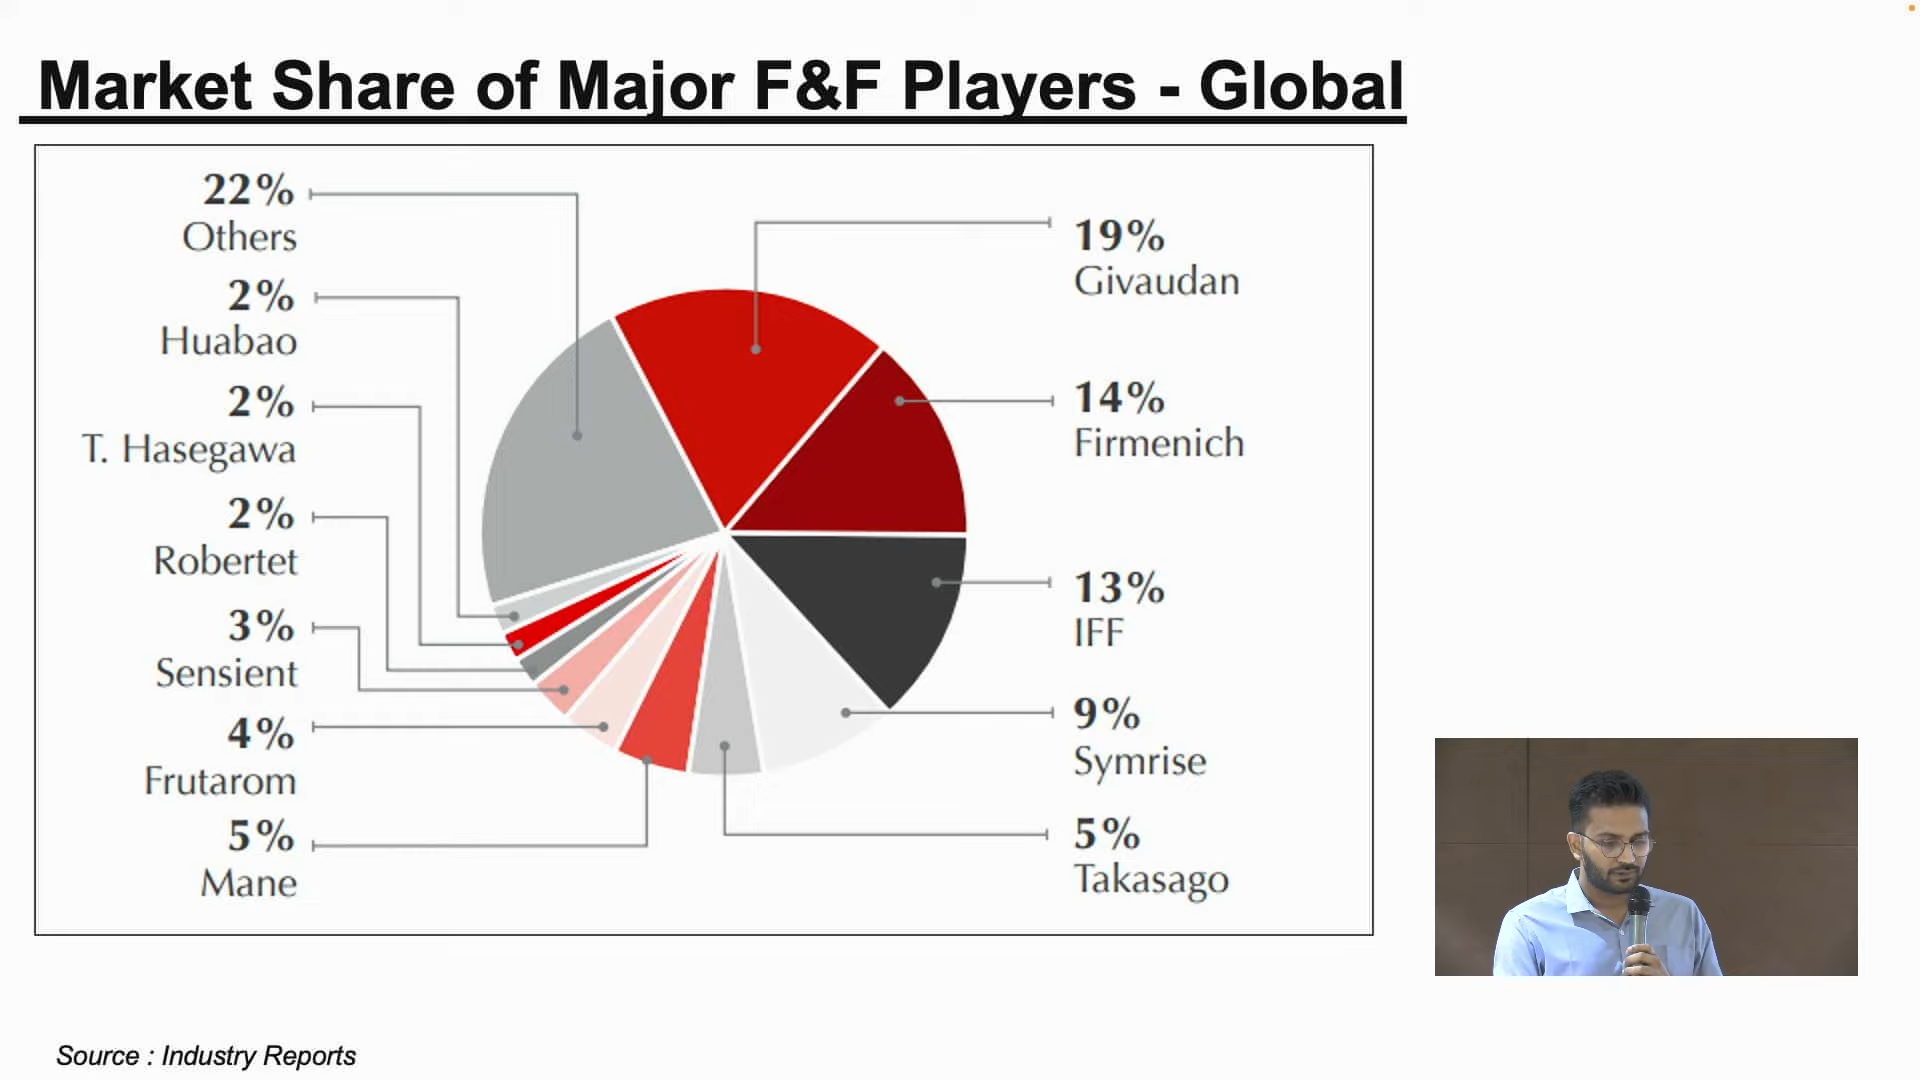 Market Share of Major F&F Players - Global
22%
Others
2%
Huabao
2%
T. Hasegawa
2%
Robertet
3%
Sensient
4%
Frutarom
5%
Mane
19%
Givaudan
14%
Firmenich
13%
IFF
9%
Symrise
5%
Takasago
Source : Industry Reports